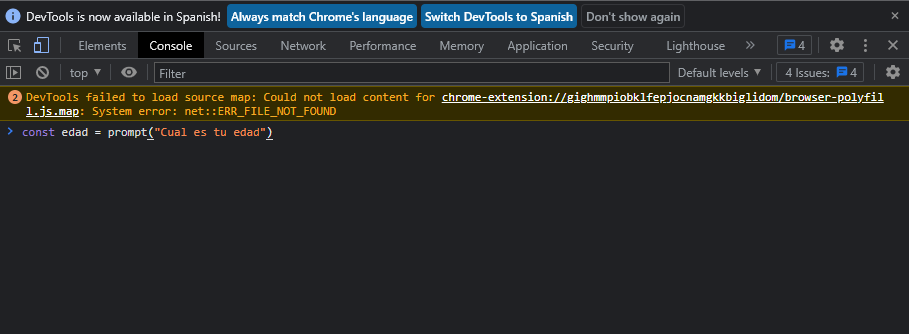 DevTools is now available in Spanish! Always match Chrome's language Switch DevTools to Spanish Don't show again
Elements Console Sources Network Performance Memory Application Security Lighthouse 4
top Filter Default levels 4 Issues: 4
2 DevTools failed to load source map: Could not load content for chrome-extension://gighmmpiobklfepjocnamgkkbiglidom/browser-polyfil
l.js.map: System error: net::ERR_FILE_NOT_FOUND
const edad = prompt("Cual es tu edad")